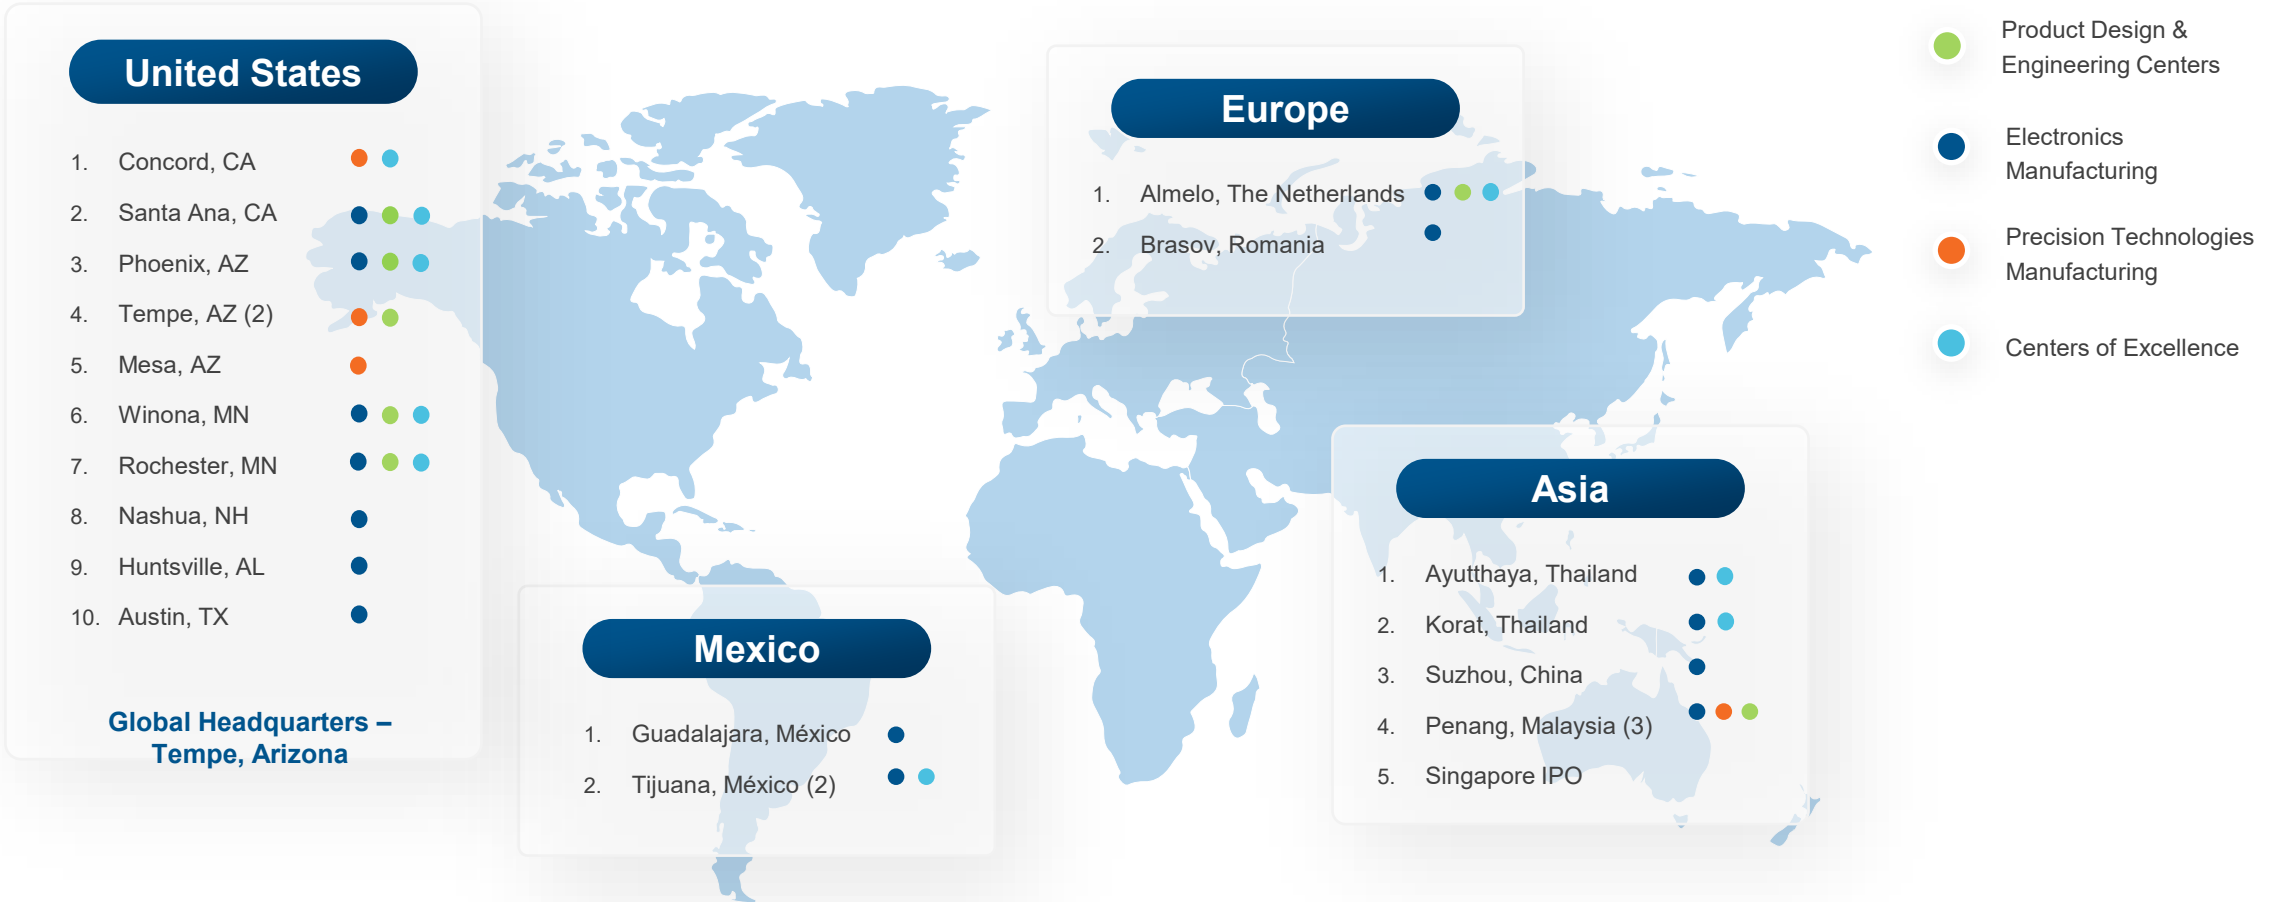 United States
1. Concord, CA
2. Santa Ana, CA
3. Phoenix, AZ
4. Tempe, AZ (2)
5. Mesa, AZ
6. Winona, MN
7. Rochester, MN
8. Nashua, NH
9. Huntsville, AL
10. Austin, TX
Global Headquarters –
Tempe, Arizona
Mexico
1. Guadalajara, México
2. Tijuana, México (2)
Europe
1. Almelo, The Netherlands
2. Brasov, Romania
Asia
1. Ayutthaya, Thailand
2. Korat, Thailand
3. Suzhou, China
4. Penang, Malaysia (3)
5. Singapore IPO
Product Design &
Engineering Centers
Electronics
Manufacturing
Precision Technologies
Manufacturing
Centers of Excellence